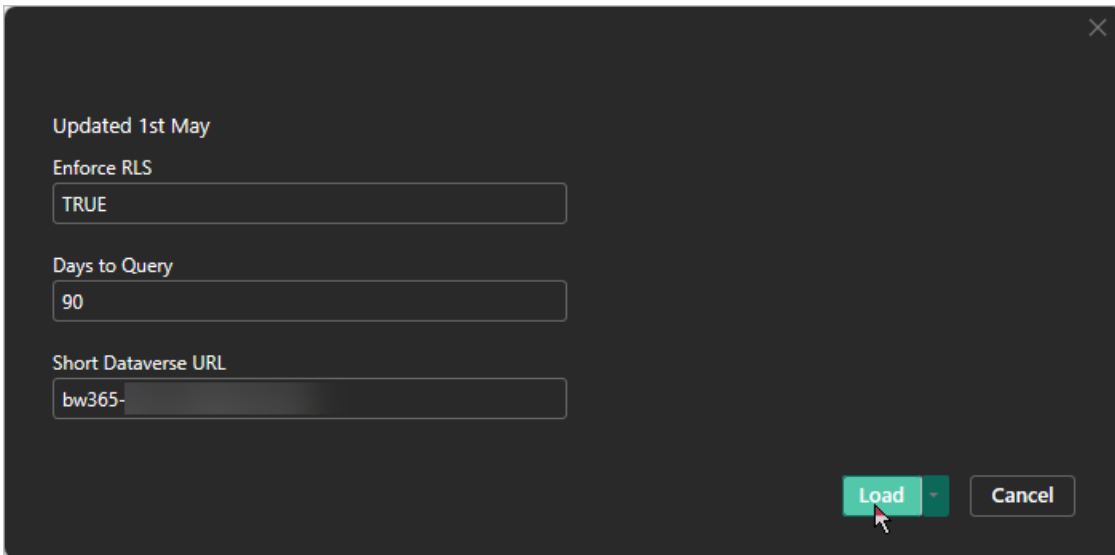 Updated 1st May
Enforce RLS
TRUE
Days to Query
90
Short Dataverse URL
bw365-
Load
Cancel